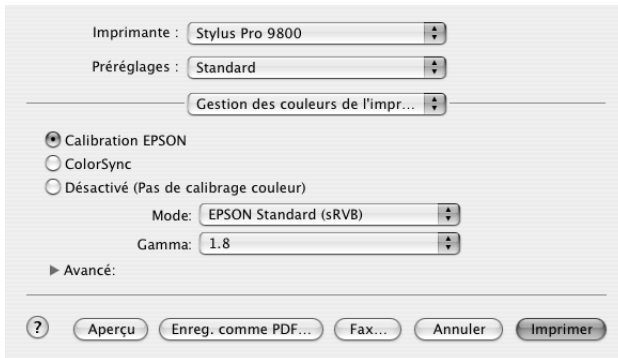 Imprimante : Stylus Pro 9800
Préréglages : Standard
Gestion des couleurs de l'impr...
Calibration EPSON
ColorSync
Désactivé (Pas de calibrage couleur)
Mode: EPSON Standard (sRVB)
Gamma: 1.8
Avancé:
? Aperçu Enreg. comme PDF... Fax... Annuler Imprimer